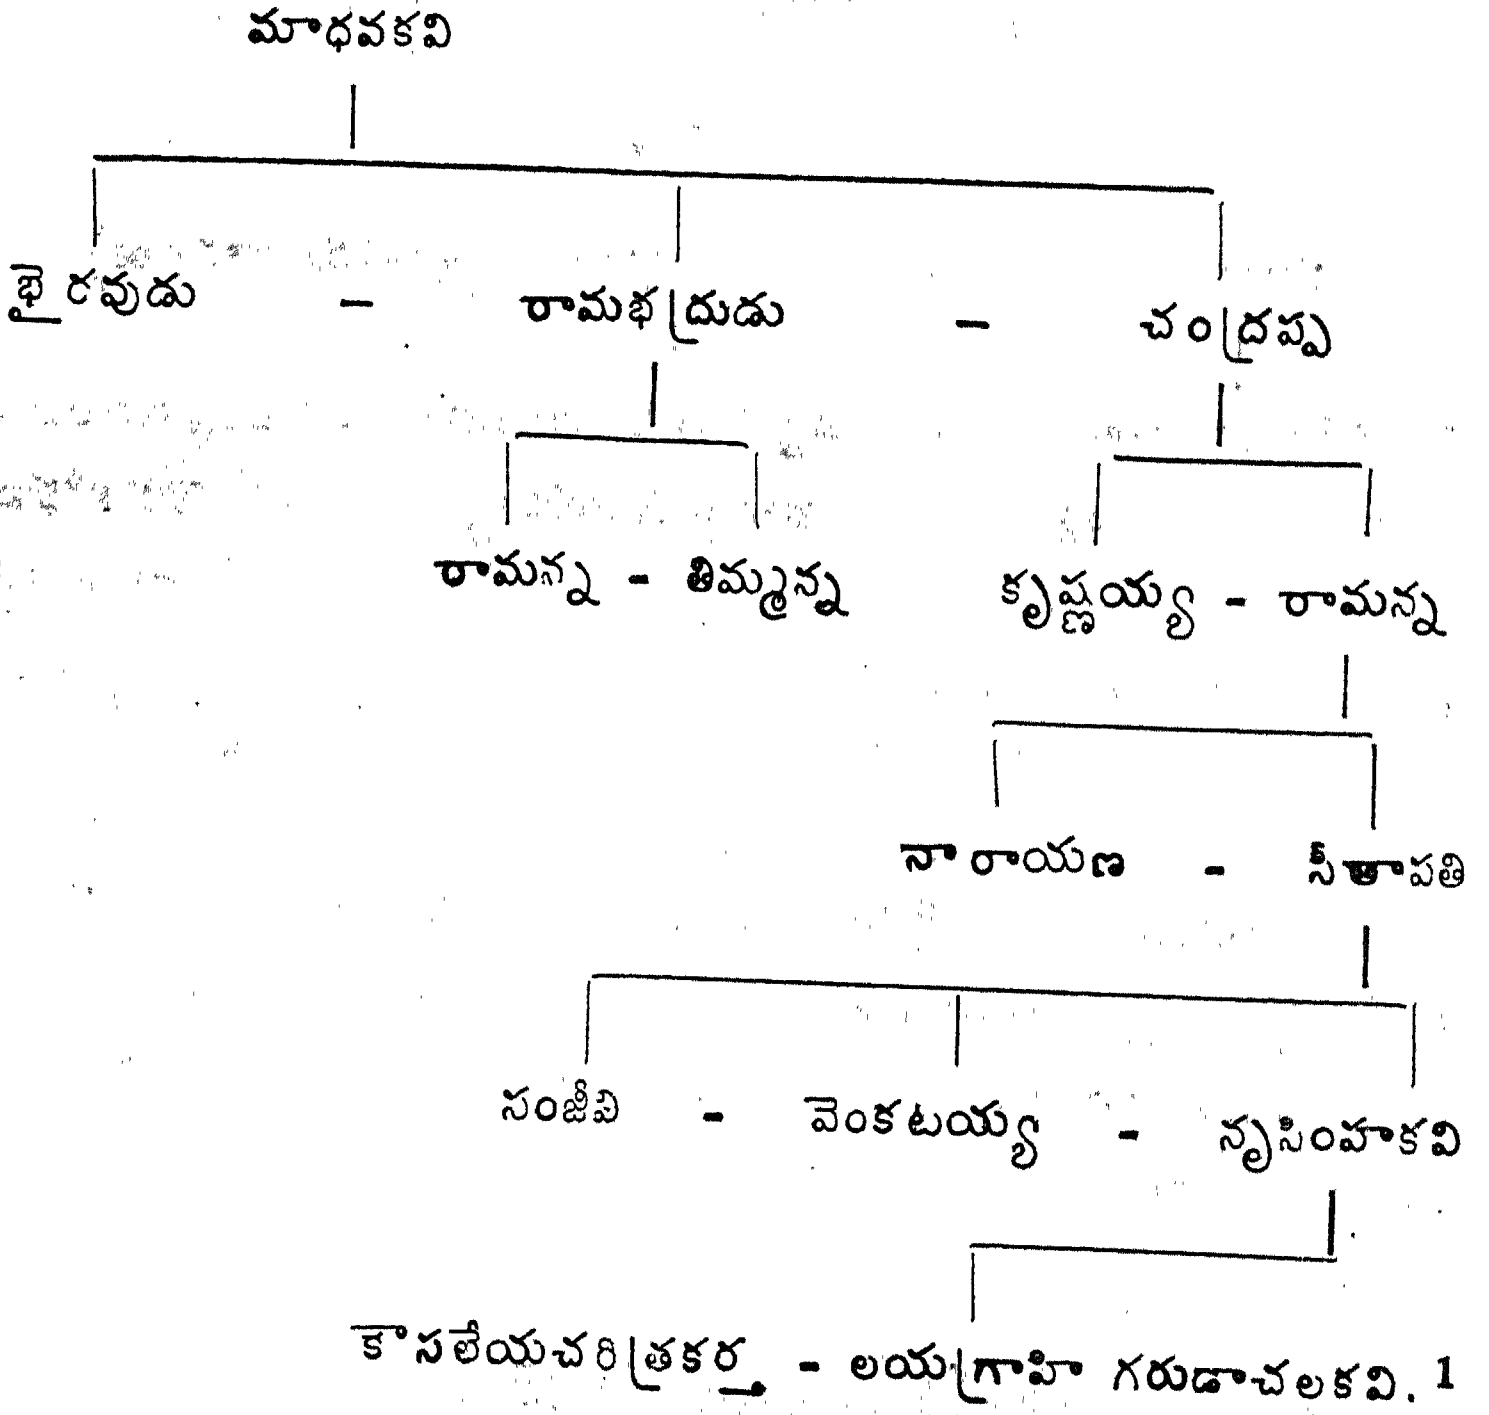 మాధవకవి
భైరవుడు - రామభద్రుడు - చంద్రప్ప
రామన్న - తిమ్మన్న కృష్ణయ్య - రామన్న
నారాయణ - సీతాపతి
సంజీవి - వెంకటయ్య - నృసింహకవి
కౌసలేయచరిత్రకర్త - లయగ్రాహి గరుడాచలకవి. 1